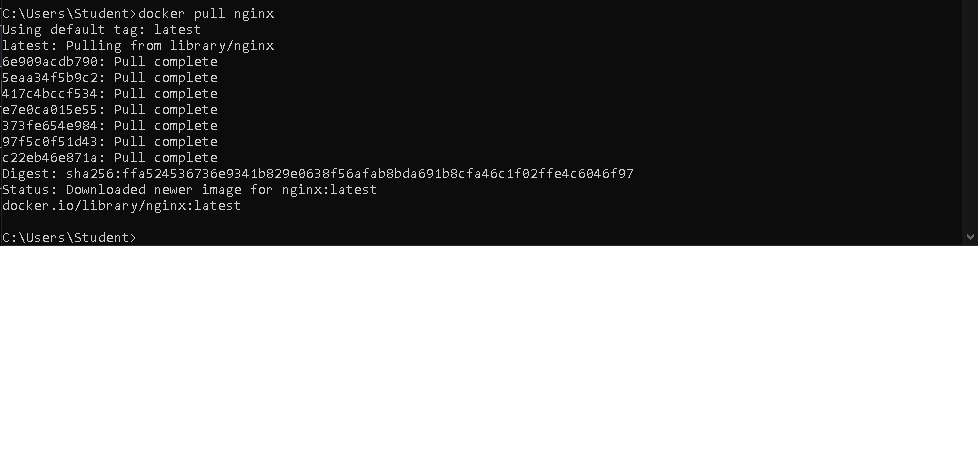 C:\Users\Student>docker pull nginx
Using default tag: latest
latest: Pulling from library/nginx
6e909acdb790: Pull complete
5eaa34f5b9c2: Pull complete
417c4bccf534: Pull complete
e7e0ca015e55: Pull complete
373fe654e984: Pull complete
97f5c0f51d43: Pull complete
c22eb46e871a: Pull complete
Digest: sha256:ffa524536736e9341b829e0638f56afab8bda691b8cfa46c1f02ffe4c6046f97
Status: Downloaded newer image for nginx:latest
docker.io/library/nginx:latest
C:\Users\Student>